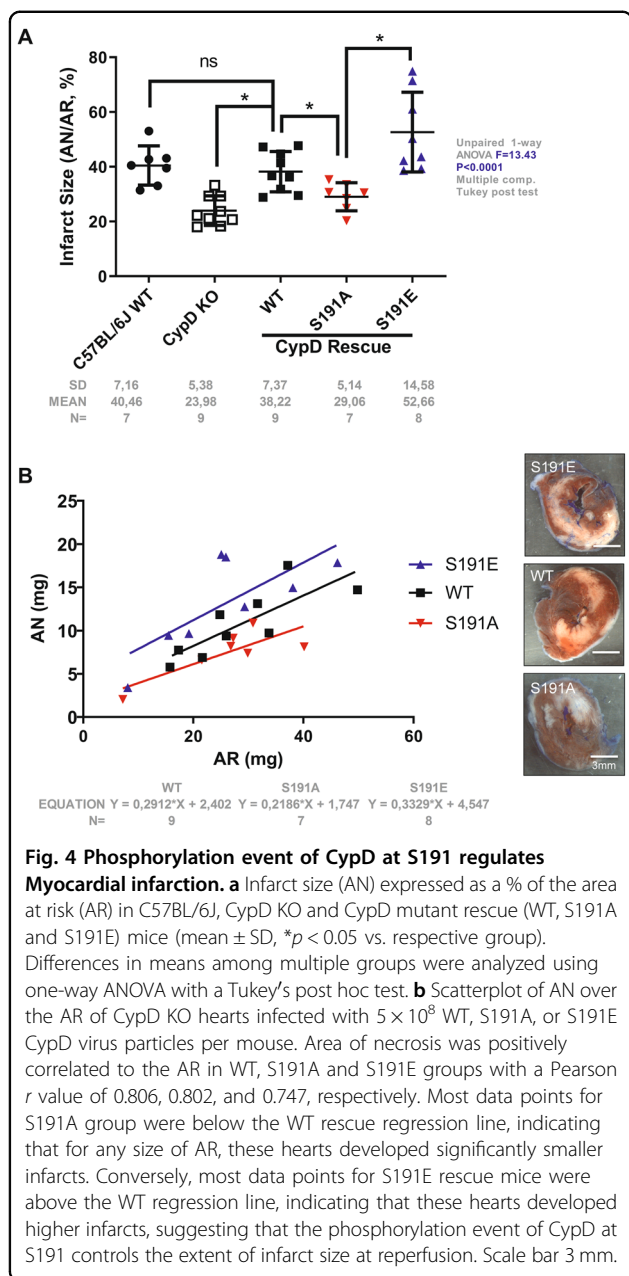 A
Infarct Size (AN/AR, %)
80
60
40
20
0
ns
*
*
*
Unpaired 1-way
ANOVA F=13.43
P<0.0001
Multiple comp.
Tukey post test
C57BL/6J WT
CypD KO
WT
S191A
S191E
CypD Rescue
SD 7,16 5,38 7,37 5,14 14,58
MEAN 40,46 23,98 38,22 29,06 52,66
N= 7 9 9 7 8
B
AN (mg)
25
20
15
10
5
0
0 20 40 60
AR (mg)
S191E
WT
S191A
S191E
WT
S191A
3mm
WT S191A S191E
EQUATION Y = 0,2912*X + 2,402 Y = 0,2186*X + 1,747 Y = 0,3329*X + 4,547
N= 9 7 8
Fig. 4 Phosphorylation event of CypD at S191 regulates
Myocardial infarction. a Infarct size (AN) expressed as a % of the area
at risk (AR) in C57BL/6J, CypD KO and CypD mutant rescue (WT, S191A
and S191E) mice (mean ± SD, *p < 0.05 vs. respective group).
Differences in means among multiple groups were analyzed using
one-way ANOVA with a Tukey's post hoc test. b Scatterplot of AN over
the AR of CypD KO hearts infected with 5 × 10⁸ WT, S191A, or S191E
CypD virus particles per mouse. Area of necrosis was positively
correlated to the AR in WT, S191A and S191E groups with a Pearson
r value of 0.806, 0.802, and 0.747, respectively. Most data points for
S191A group were below the WT rescue regression line, indicating
that for any size of AR, these hearts developed significantly smaller
infarcts. Conversely, most data points for S191E rescue mice were
above the WT regression line, indicating that these hearts developed
higher infarcts, suggesting that the phosphorylation event of CypD at
S191 controls the extent of infarct size at reperfusion. Scale bar 3 mm.